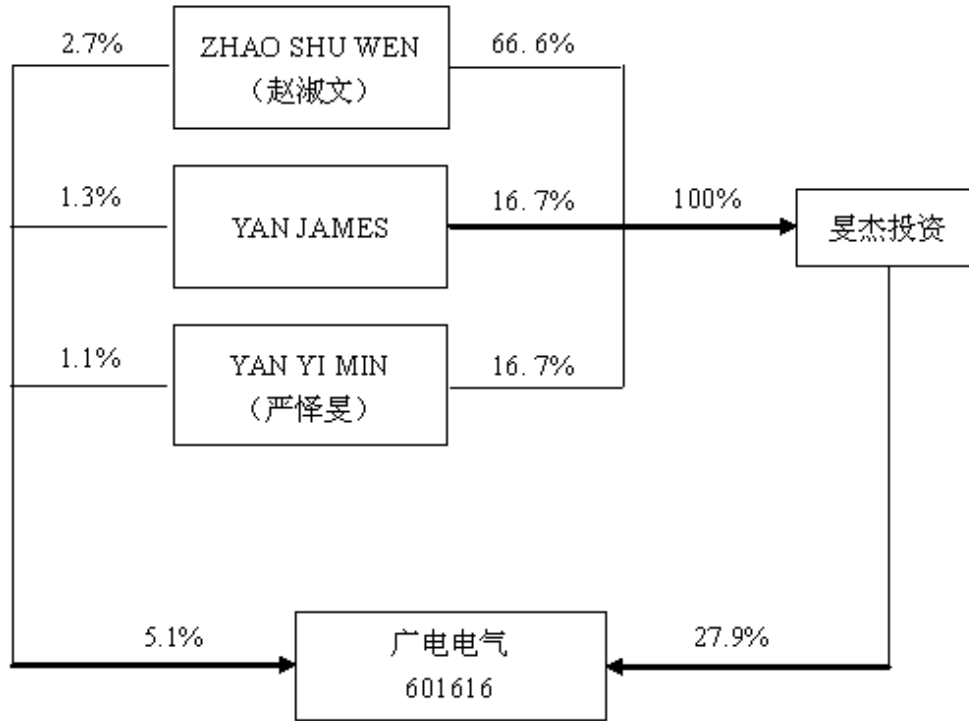 2.7%
ZHAO SHU WEN
（赵淑文）
66.6%
1.3%
YAN JAMES
16.7%
100%
旻杰投资
1.1%
YAN YI MIN
（严怿旻）
16.7%
5.1%
广电电气
601616
27.9%